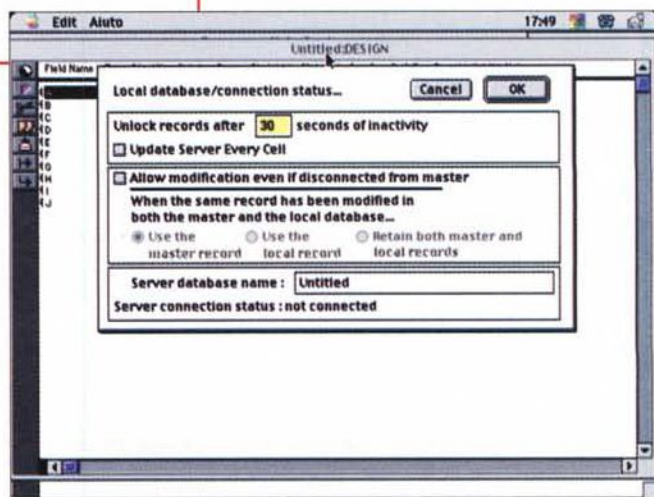 Edit Aiuto 17:49
Untitled:DESIGN
Field Name
A
B
C
D
E
F
G
H
I
J
Local database/connection status... Cancel OK
Unlock records after 30 seconds of inactivity
Update Server Every Cell
Allow modification even if disconnected from master
When the same record has been modified in
both the master and the local database...
Use the master record
Use the local record
Retain both master and local records
Server database name : Untitled
Server connection status : not connected